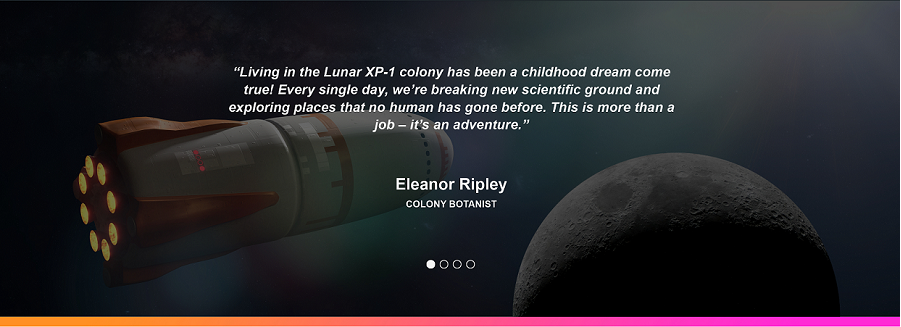 “Living in the Lunar XP-1 colony has been a childhood dream come
true! Every single day, we’re breaking new scientific ground and
exploring places that no human has gone before. This is more than a
job – it’s an adventure.”
Eleanor Ripley
COLONY BOTANIST